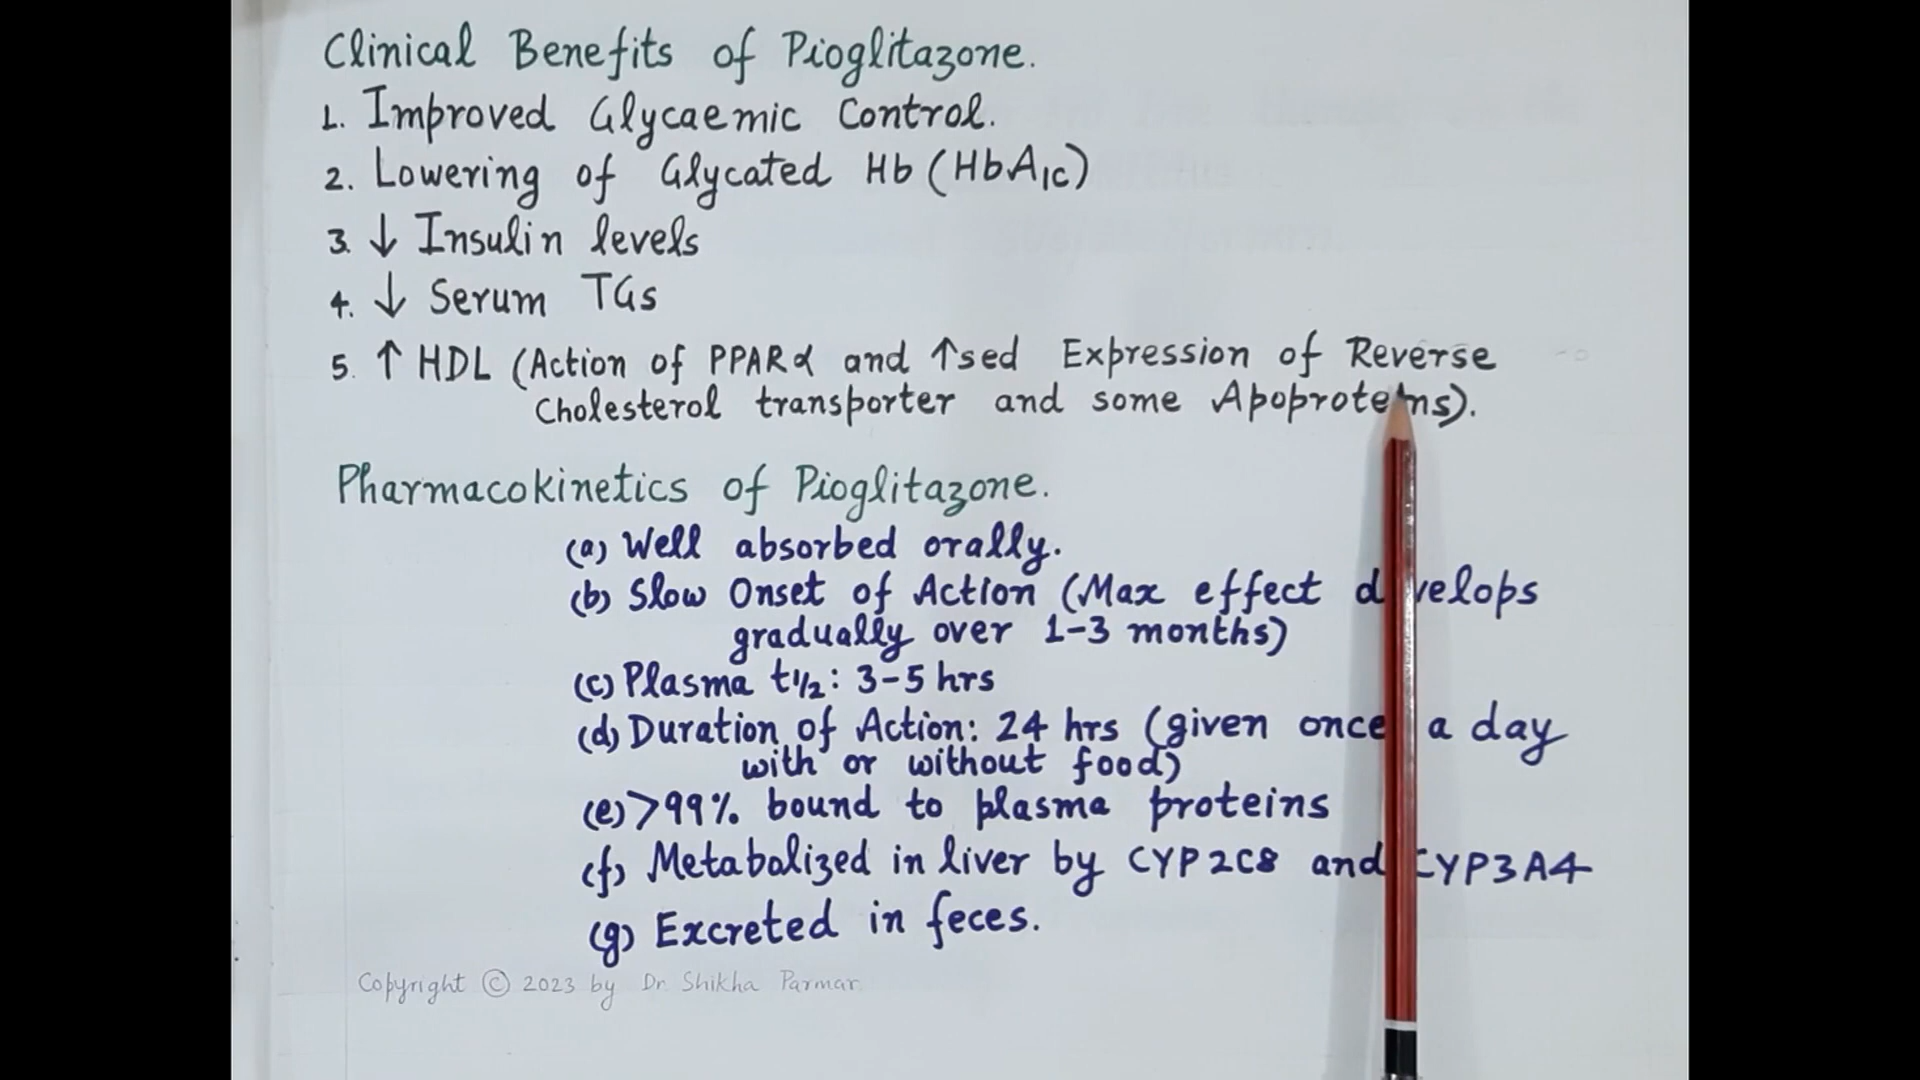 Clinical Benefits of Pioglitazone.
1. Improved Glycaemic Control.
2. Lowering of Glycated Hb (HbA1c)
3. ↓ Insulin levels
4. ↓ Serum TGs
5. ↑ HDL (Action of PPARα and ↑sed Expression of Reverse
Cholesterol transporter and some Apoproteins).
Pharmacokinetics of Pioglitazone.
(a) Well absorbed orally.
(b) Slow Onset of Action (Max effect develops
gradually over 1-3 months)
(c) Plasma t1/2: 3-5 hrs
(d) Duration of Action: 24 hrs (given once a day
with or without food)
(e) >99% bound to plasma proteins
(f) Metabolized in liver by CYP2C8 and CYP3A4
(g) Excreted in feces.
Copyright © 2023 by Dr. Shikha Parmar